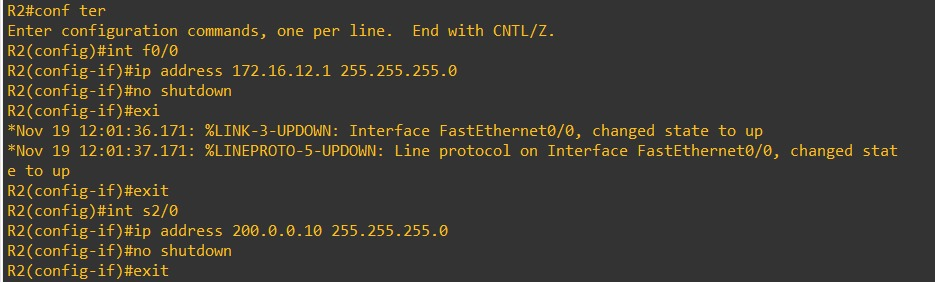 R2#conf ter
Enter configuration commands, one per line.  End with CNTL/Z.
R2(config)#int f0/0
R2(config-if)#ip address 172.16.12.1 255.255.255.0
R2(config-if)#no shutdown
R2(config-if)#exi
*Nov 19 12:01:36.171: %LINK-3-UPDOWN: Interface FastEthernet0/0, changed state to up
*Nov 19 12:01:37.171: %LINEPROTO-5-UPDOWN: Line protocol on Interface FastEthernet0/0, changed stat
e to up
R2(config-if)#exit
R2(config)#int s2/0
R2(config-if)#ip address 200.0.0.10 255.255.255.0
R2(config-if)#no shutdown
R2(config-if)#exit